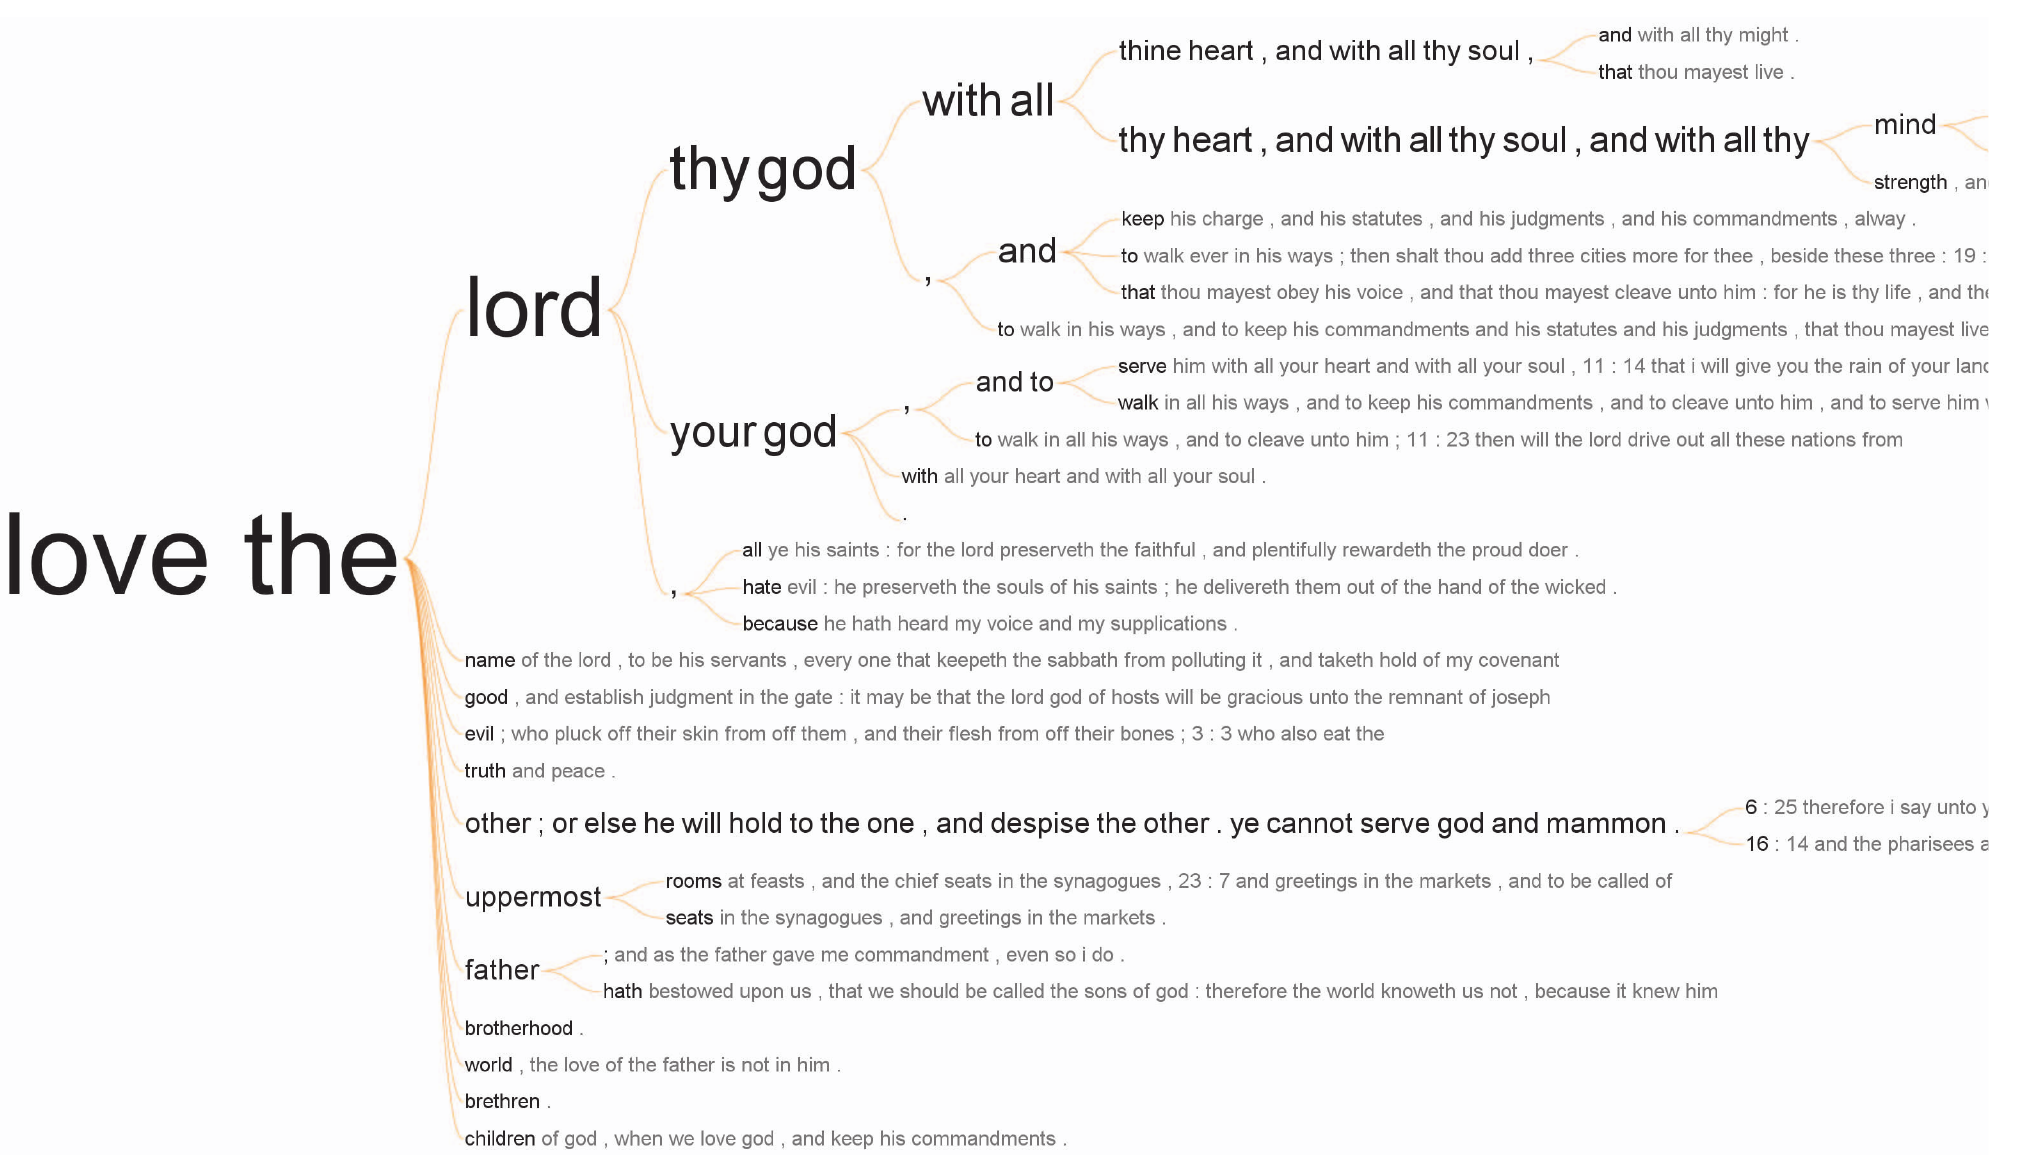 love the
lord
thy god
with all
thine heart , and with all thy soul ,
and with all thy might .
that thou mayest live .
thy heart , and with all thy soul , and with all thy
mind
strength , an
,
and
keep his charge , and his statutes , and his judgments , and his commandments , alway .
to walk ever in his ways ; then shalt thou add three cities more for thee , beside these three : 19 :
that thou mayest obey his voice , and that thou mayest cleave unto him : for he is thy life , and the
to walk in his ways , and to keep his commandments and his statutes and his judgments , that thou mayest live
your god
,
and to
serve him with all your heart and with all your soul , 11 : 14 that i will give you the rain of your land
walk in all his ways , and to keep his commandments , and to cleave unto him , and to serve him
to walk in all his ways , and to cleave unto him ; 11 : 23 then will the lord drive out all these nations from
with all your heart and with all your soul .
.
,
all ye his saints : for the lord preserveth the faithful , and plentifully rewardeth the proud doer .
hate evil : he preserveth the souls of his saints ; he delivereth them out of the hand of the wicked .
because he hath heard my voice and my supplications .
name of the lord , to be his servants , every one that keepeth the sabbath from polluting it , and taketh hold of my covenant
good , and establish judgment in the gate : it may be that the lord god of hosts will be gracious unto the remnant of joseph
evil ; who pluck off their skin from off them , and their flesh from off their bones ; 3 : 3 who also eat the
truth and peace .
other ; or else he will hold to the one , and despise the other . ye cannot serve god and mammon .
6 : 25 therefore i say unto y
16 : 14 and the pharisees a
uppermost
rooms at feasts , and the chief seats in the synagogues , 23 : 7 and greetings in the markets , and to be called of
seats in the synagogues , and greetings in the markets .
father
; and as the father gave me commandment , even so i do .
hath bestowed upon us , that we should be called the sons of god : therefore the world knoweth us not , because it knew him
brotherhood .
world , the love of the father is not in him .
brethren .
children of god , when we love god , and keep his commandments .